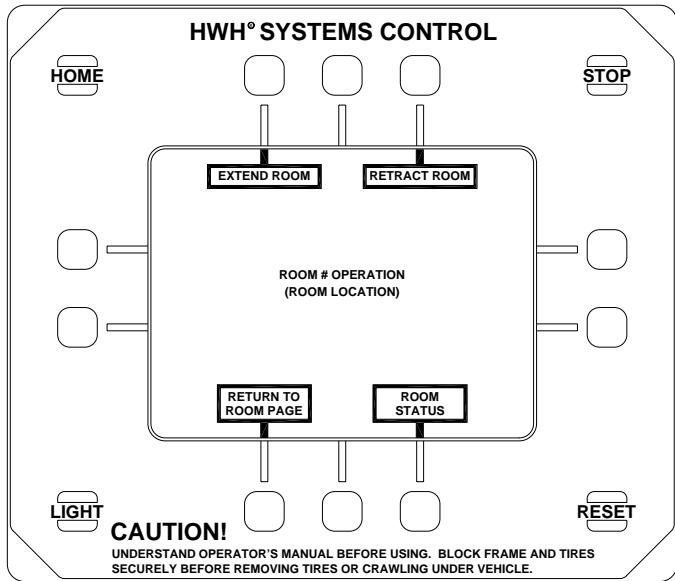 HWH® SYSTEMS CONTROL
HOME
STOP
EXTEND ROOM
RETRACT ROOM
ROOM # OPERATION
(ROOM LOCATION)
RETURN TO
ROOM PAGE
ROOM
STATUS
LIGHT
RESET
CAUTION!
UNDERSTAND OPERATOR'S MANUAL BEFORE USING. BLOCK FRAME AND TIRES
SECURELY BEFORE REMOVING TIRES OR CRAWLING UNDER VEHICLE.